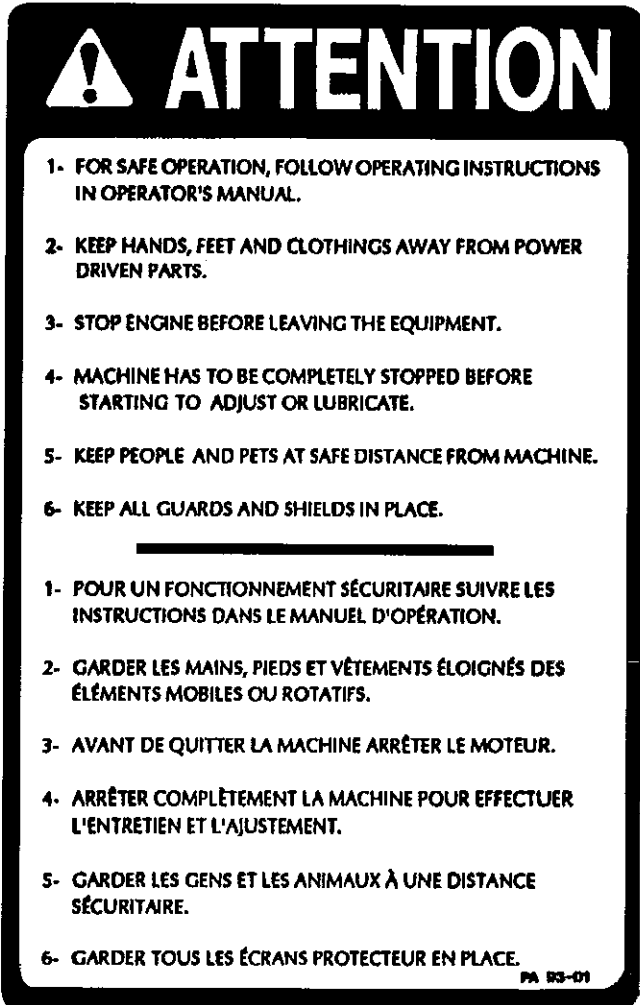 ATTENTION
1- FOR SAFE OPERATION, FOLLOW OPERATING INSTRUCTIONS
IN OPERATOR'S MANUAL.
2- KEEP HANDS, FEET AND CLOTHINGS AWAY FROM POWER
DRIVEN PARTS.
3- STOP ENGINE BEFORE LEAVING THE EQUIPMENT.
4- MACHINE HAS TO BE COMPLETELY STOPPED BEFORE
STARTING TO ADJUST OR LUBRICATE.
5- KEEP PEOPLE AND PETS AT SAFE DISTANCE FROM MACHINE.
6- KEEP ALL GUARDS AND SHIELDS IN PLACE.
1- POUR UN FONCTIONNEMENT SÉCURITAIRE SUIVRE LES
INSTRUCTIONS DANS LE MANUEL D'OPÉRATION.
2- GARDER LES MAINS, PIEDS ET VÊTEMENTS ÉLOIGNÉS DES
ÉLÉMENTS MOBILES OU ROTATIFS.
3- AVANT DE QUITTER LA MACHINE ARRÊTER LE MOTEUR.
4- ARRÊTER COMPLÈTEMENT LA MACHINE POUR EFFECTUER
L'ENTRETIEN ET L'AJUSTEMENT.
5- GARDER LES GENS ET LES ANIMAUX À UNE DISTANCE
SÉCURITAIRE.
6- GARDER TOUS LES ÉCRANS PROTECTEUR EN PLACE.
PA 93-01